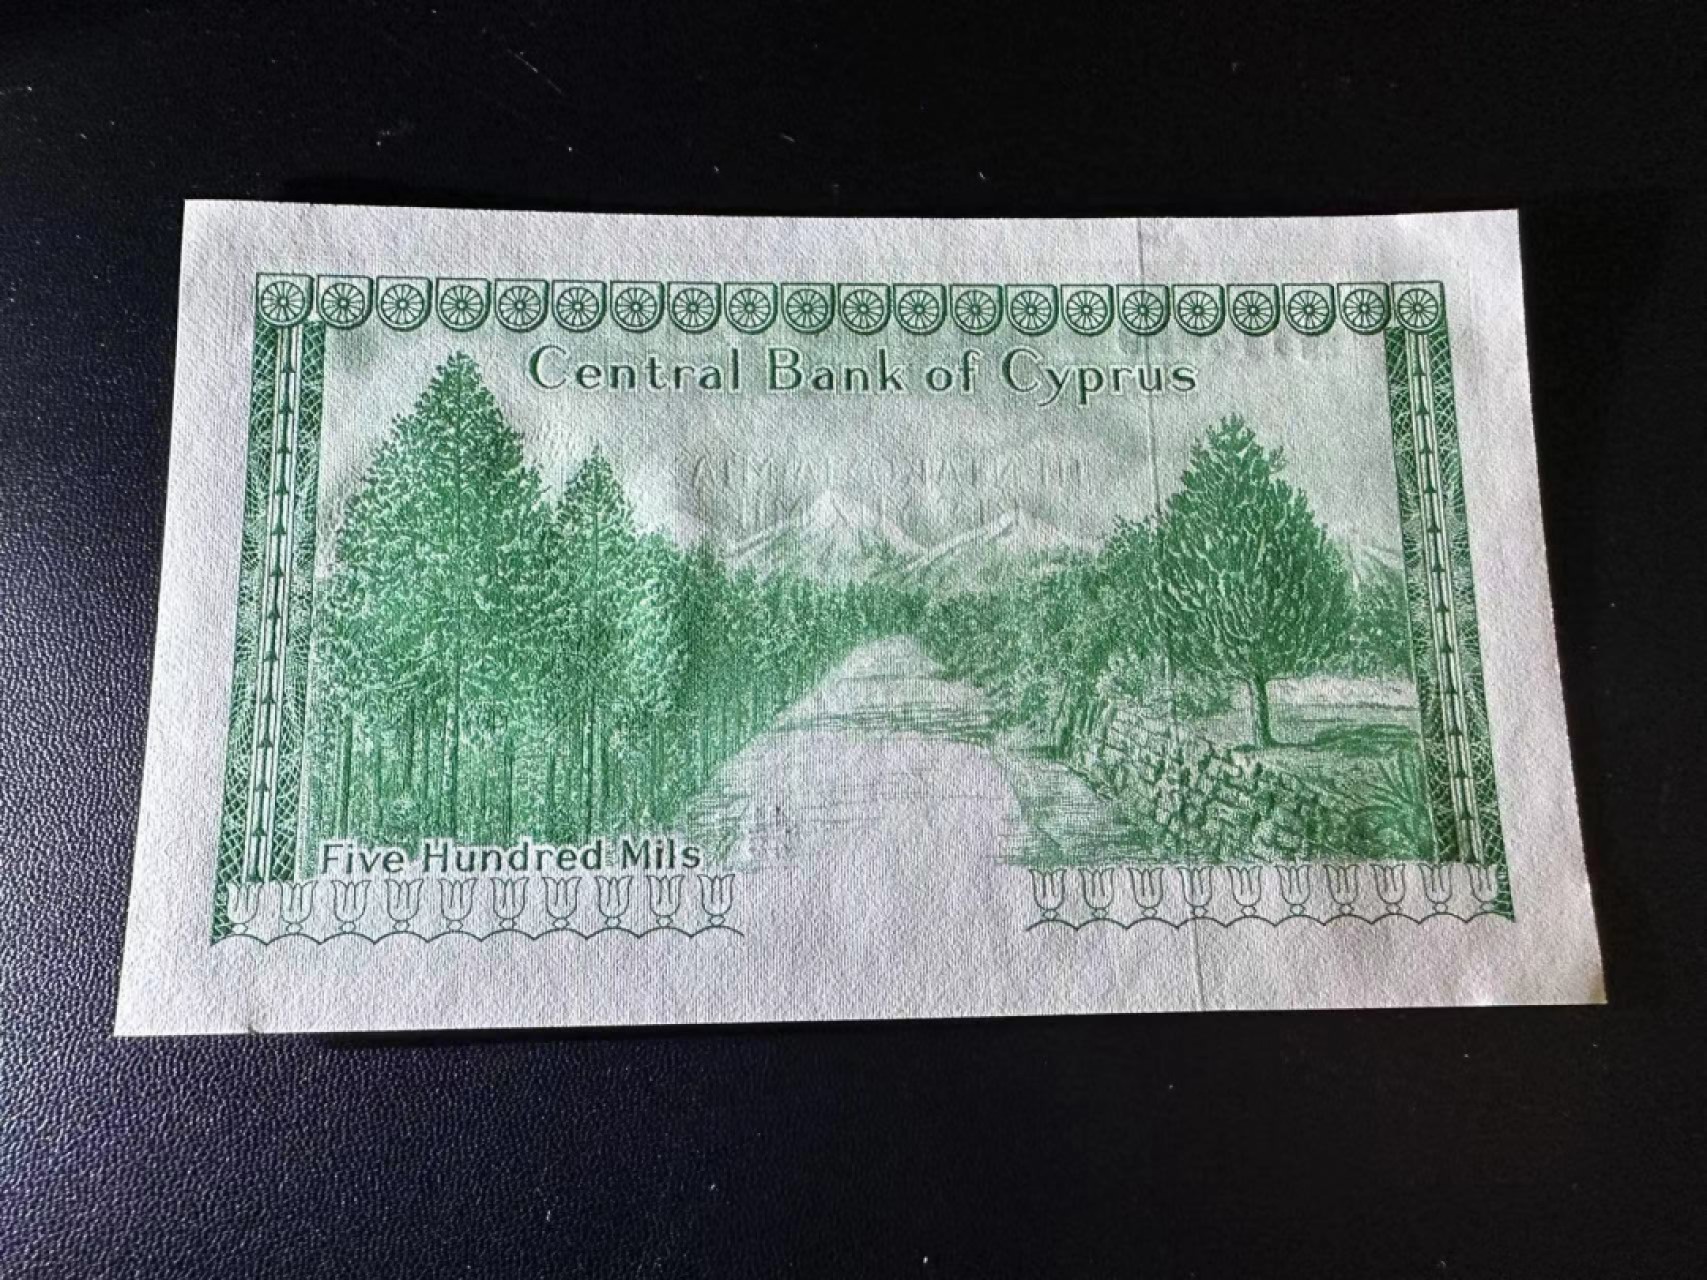 Central Bank of Cyprus
Five Hundred Mils